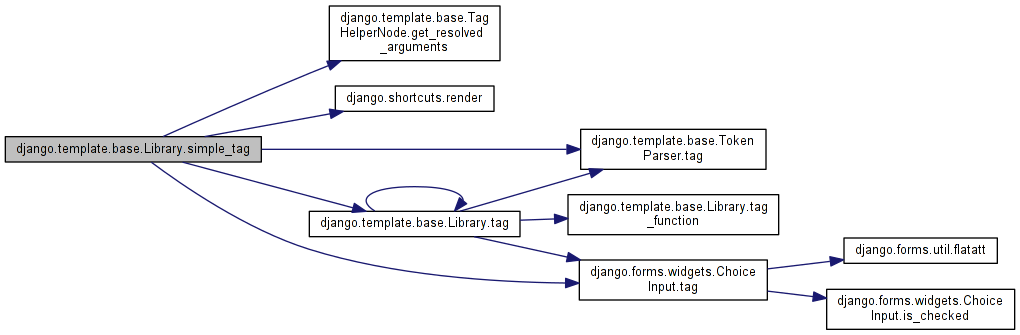 django.template.base.Tag
HelperNode.get_resolved
_arguments
django.shortcuts.render
django.template.base.Library.simple_tag
django.template.base.Token
Parser.tag
django.template.base.Library.tag
django.template.base.Library.tag
_function
django.forms.widgets.Choice
Input.tag
django.forms.util.flatatt
django.forms.widgets.Choice
Input.is_checked